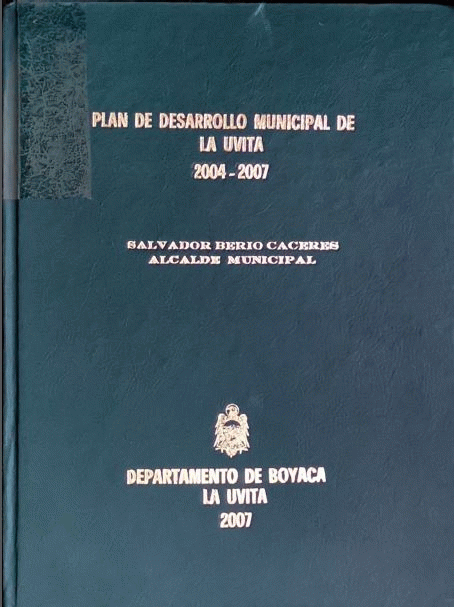 PLAN DE DESARROLLO MUNICIPAL DE
LA UVITA
2004-2007
SALVADOR BERIO CACERES
ALCALDE MUNICIPAL
DEPARTAMENTO DE BOYACA
LA UVITA
2007